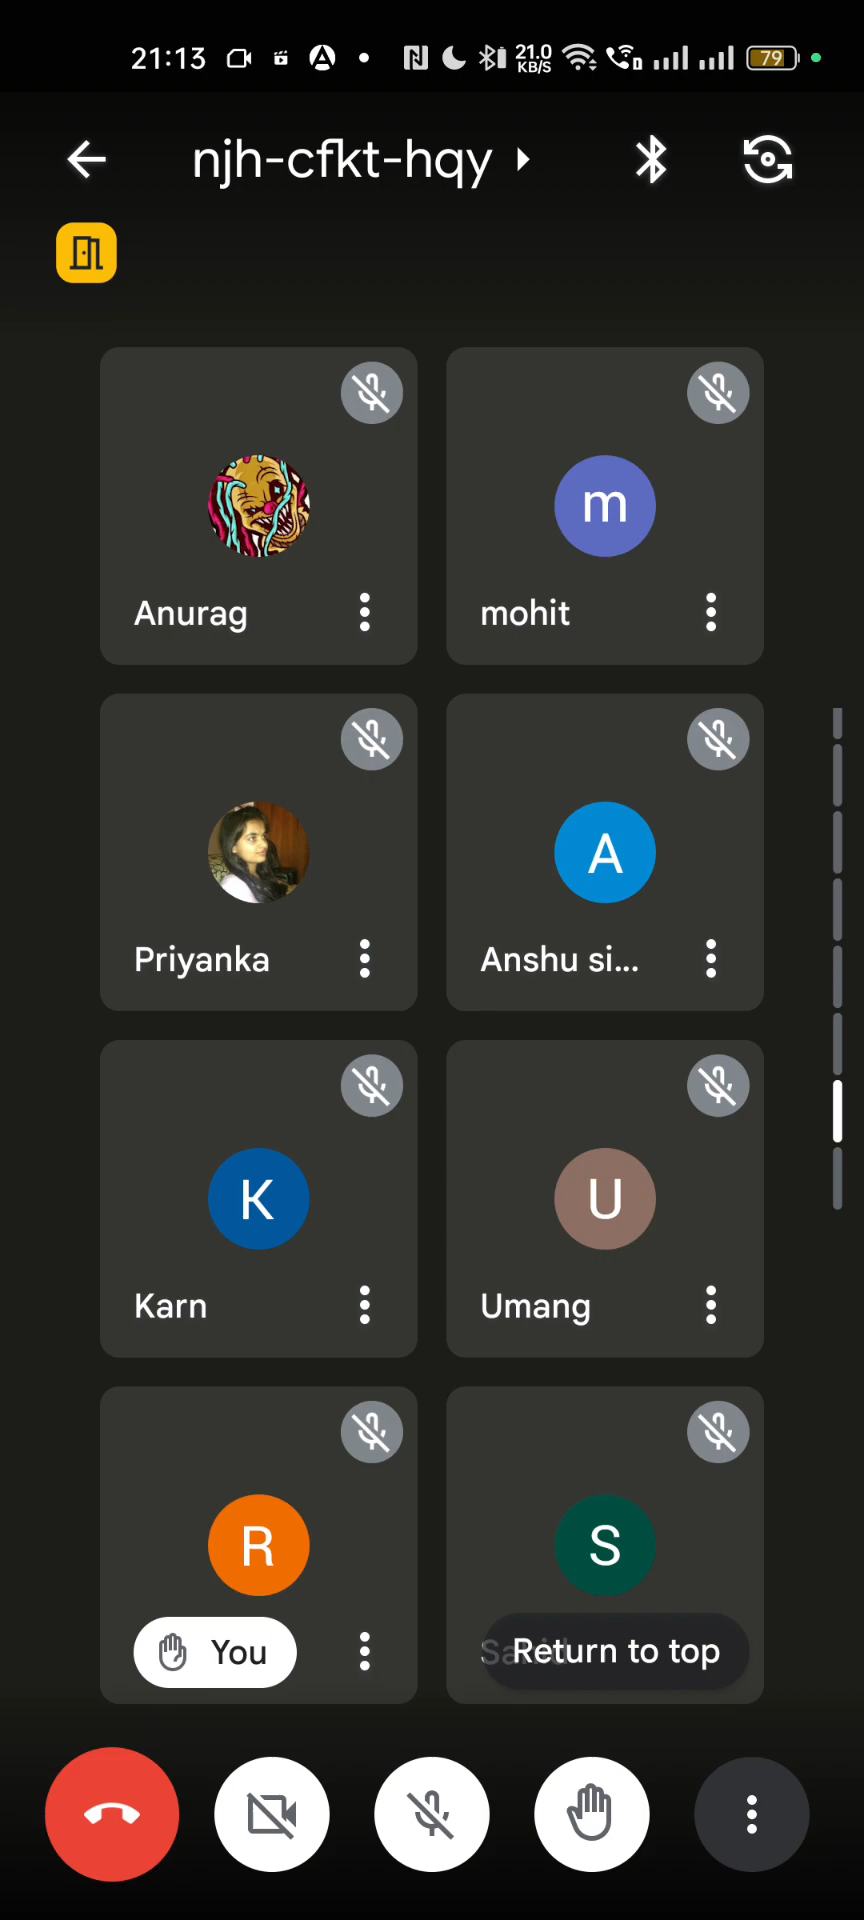 21:13 21.0 KB/S 79
njh-cfkt-hqy
m
Anurag mohit
A
Priyanka Anshu si...
K U
Karn Umang
R S
You Return to top